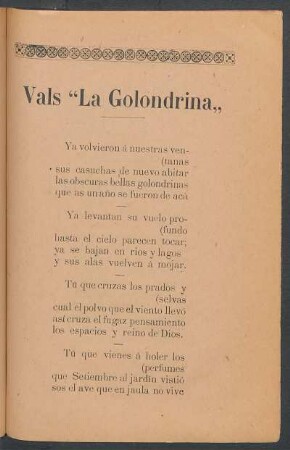 Vals “La Golondrina„
Ya volvieron á nuestras ven-
(tanas
sus casuchas de nuevo abitar
las obscuras bellas golondrinas
que as un año se fueron de acá
Ya levantan su vuelo pro-
(fundo
hasta el cielo parecen tocar;
ya se bajan en rios y lagos
y sus alas vuelven á mojar.
Tú que cruzas los prados y
(selvas
cual el polvo que el viento llevó
así cruza el fugaz pensamiento
los espacios y reino de Dios.
Tú que vienes á holer los
(perfumes
que Setiembre al jardín vistió
sos el ave que en jaula no vive